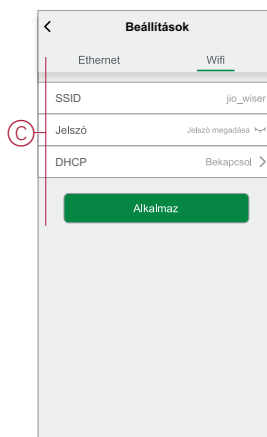 Beállítások
Ethernet Wifi
SSID jio_wiser
C Jelszó Jelszó megadása
DHCP Bekapcsol
Alkalmaz